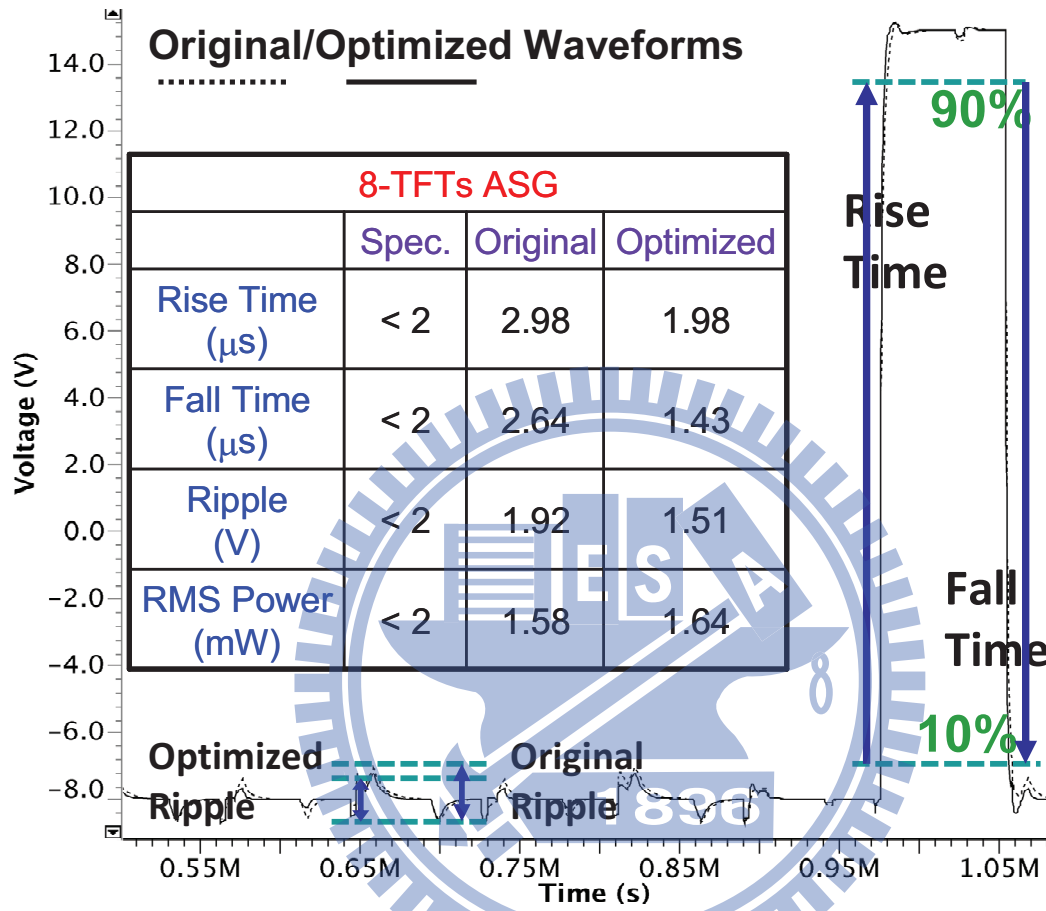 Original/Optimized Waveforms
14.0
12.0
10.0
8.0
6.0
4.0
2.0
0.0
−2.0
−4.0
−6.0
−8.0
Voltage (V)
8-TFTs ASG
Spec. Original Optimized
Rise Time (μs) < 2 2.98 1.98
Fall Time (μs) < 2 2.64 1.43
Ripple (V) < 2 1.92 1.51
RMS Power (mW) < 2 1.58 1.64
90%
Rise
Time
Fall
Time
10%
Optimized
Ripple
Original
Ripple
E S A
8
1896
0.55M 0.65M 0.75M 0.85M 0.95M 1.05M
Time (s)